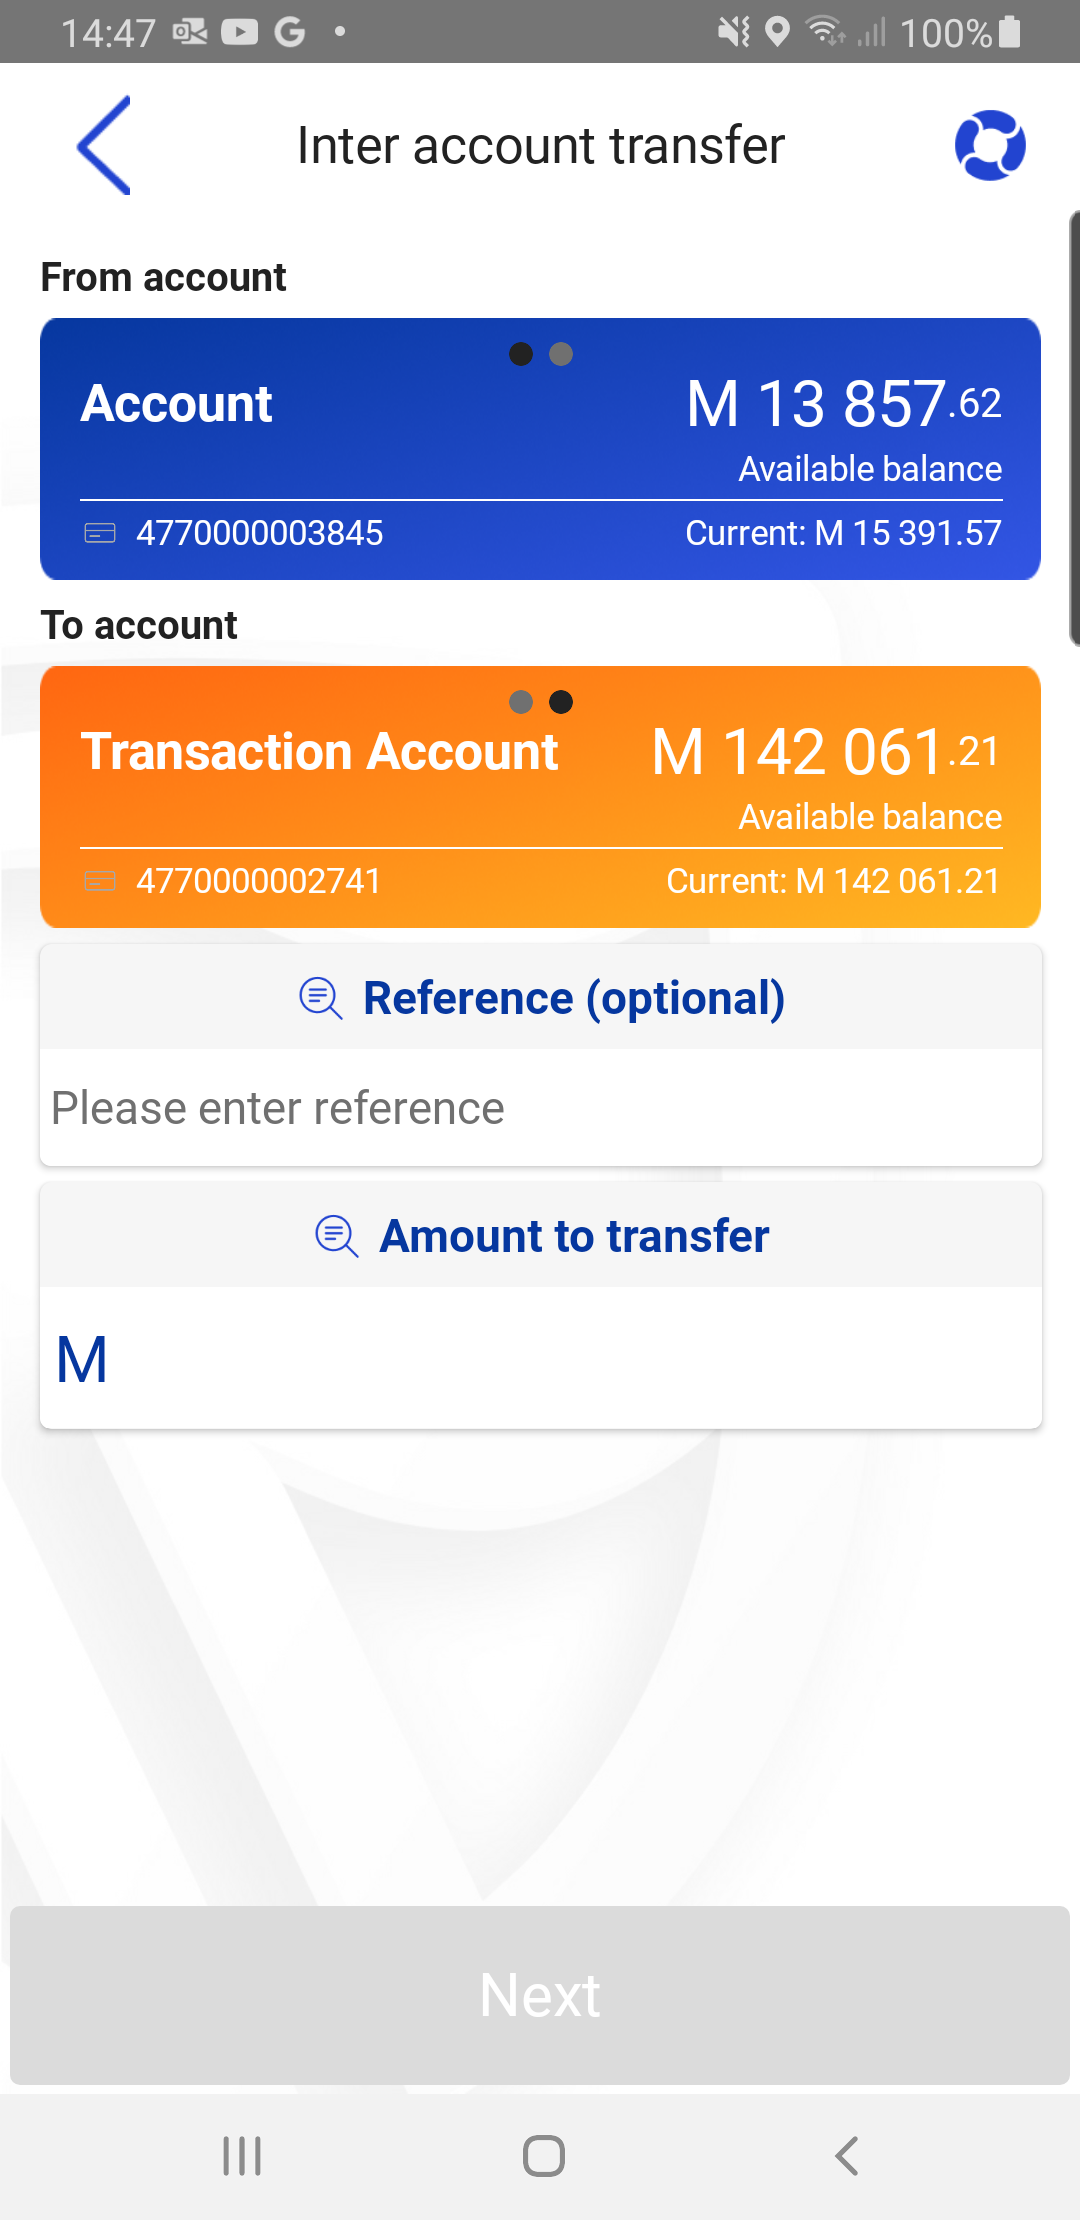 14:47
100%
Inter account transfer
From account
Account
M 13 857.62
Available balance
4770000003845
Current: M 15 391.57
To account
Transaction Account
M 142 061.21
Available balance
4770000002741
Current: M 142 061.21
Reference (optional)
Please enter reference
Amount to transfer
M
Next